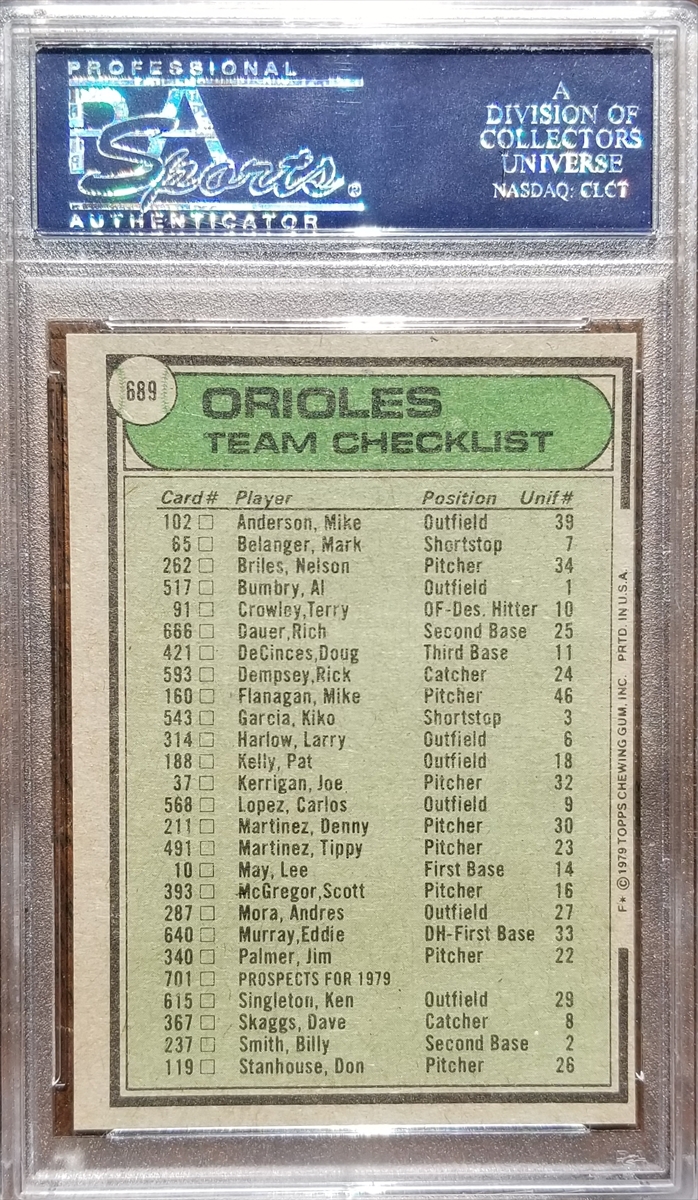 PROFESSIONAL
PSA
Sports®
AUTHENTICATOR
A
DIVISION OF
COLLECTORS
UNIVERSE
NASDAQ: CLCT
689
ORIOLES
TEAM CHECKLIST
Card# Player Position Unif#
102 Anderson, Mike Outfield 39
65 Belanger, Mark Shortstop 7
262 Briles, Nelson Pitcher 34
517 Bumbry, Al Outfield 1
91 Crowley,Terry OF-Des. Hitter 10
666 Dauer,Rich Second Base 25
421 DeCinces,Doug Third Base 11
593 Dempsey,Rick Catcher 24
160 Flanagan, Mike Pitcher 46
543 Garcia, Kiko Shortstop 3
314 Harlow, Larry Outfield 6
188 Kelly, Pat Outfield 18
37 Kerrigan, Joe Pitcher 32
568 Lopez, Carlos Outfield 9
211 Martinez, Denny Pitcher 30
491 Martinez, Tippy Pitcher 23
10 May, Lee First Base 14
393 McGregor,Scott Pitcher 16
287 Mora, Andres Outfield 27
640 Murray,Eddie DH-First Base 33
340 Palmer, Jim Pitcher 22
701 PROSPECTS FOR 1979
615 Singleton, Ken Outfield 29
367 Skaggs, Dave Catcher 8
237 Smith, Billy Second Base 2
119 Stanhouse, Don Pitcher 26
F* © 1979 TOPPS CHEWING GUM, INC. PRTD. IN U.S.A.